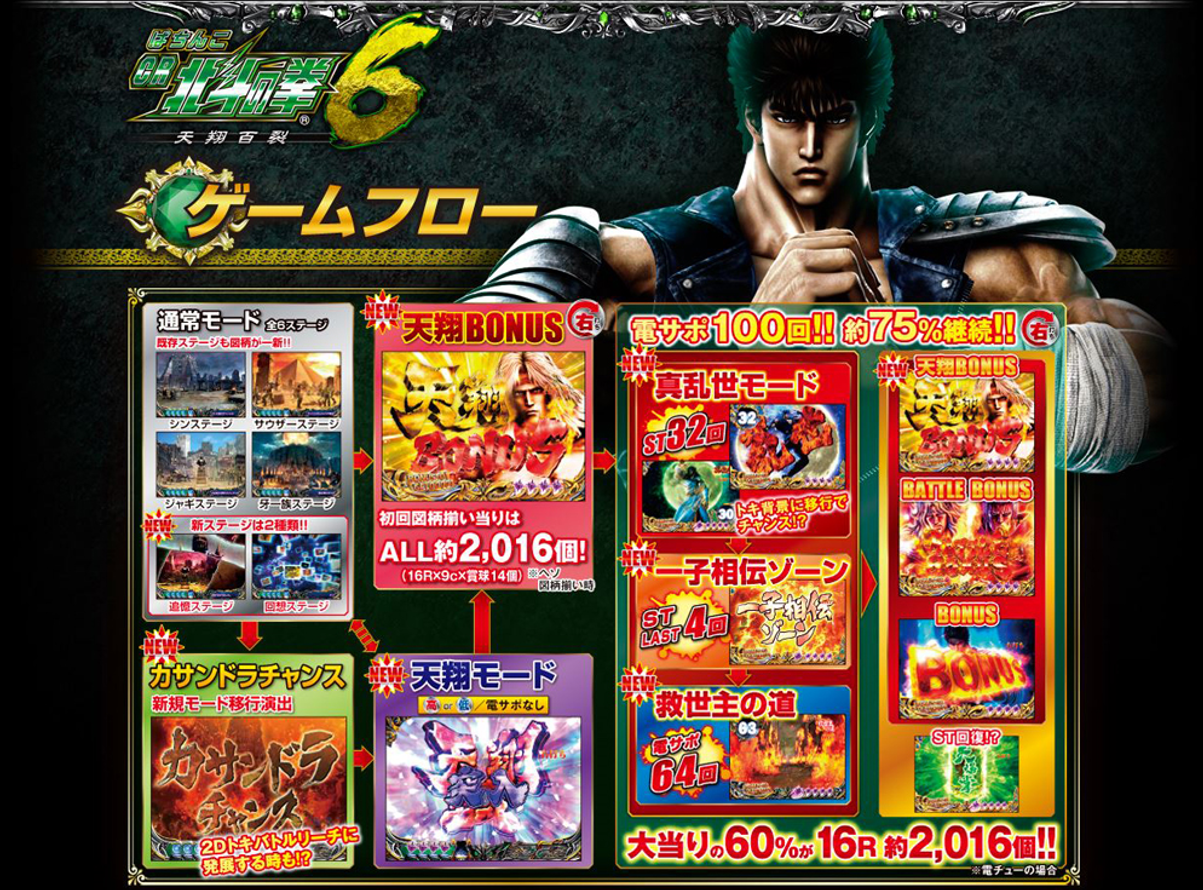 ぱちんこ
CR北斗の拳6
天翔百裂
ゲームフロー
通常モード 全6ステージ
既存ステージも図柄が一新!!
シンステージ
サウザーステージ
ジャギステージ
牙一族ステージ
NEW
新ステージは2種類!!
追憶ステージ
回想ステージ
NEW
カサンドラチャンス
新規モード移行演出
カサンドラ
チャンス
2Dトキバトルリーチに
発展する時も!?
NEW
天翔BONUS
右
天翔
BONUS
初回図柄揃い当りは
ALL約2,016個!
(16R×9c×賞球14個)
※ヘソ
図柄揃い時
NEW
天翔モード
高 or 低/電サポなし
電サポ100回!! 約75%継続!!
右
NEW
真乱世モード
ST32回
32
30
トキ背景に移行で
チャンス!?
NEW
一子相伝ゾーン
ST
LAST4回
一子相伝
ゾーン
NEW
救世主の道
電サポ
64回
63
NEW
天翔BONUS
天翔
BONUS
BATTLE BONUS
BONUS
BONUS
ST回復!?
大当りの60%が16R 約2,016個!!
※電チューの場合